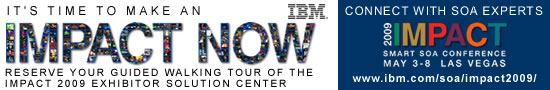 IT'S TIME TO MAKE AN
IBM
IMPACT NOW
RESERVE YOUR GUIDED WALKING TOUR OF THE
IMPACT 2009 EXHIBITOR SOLUTION CENTER
CONNECT WITH SOA EXPERTS
2009 IMPACT
SMART SOA CONFERENCE
MAY 3-8 LAS VEGAS
www.ibm.com/soa/impact2009/